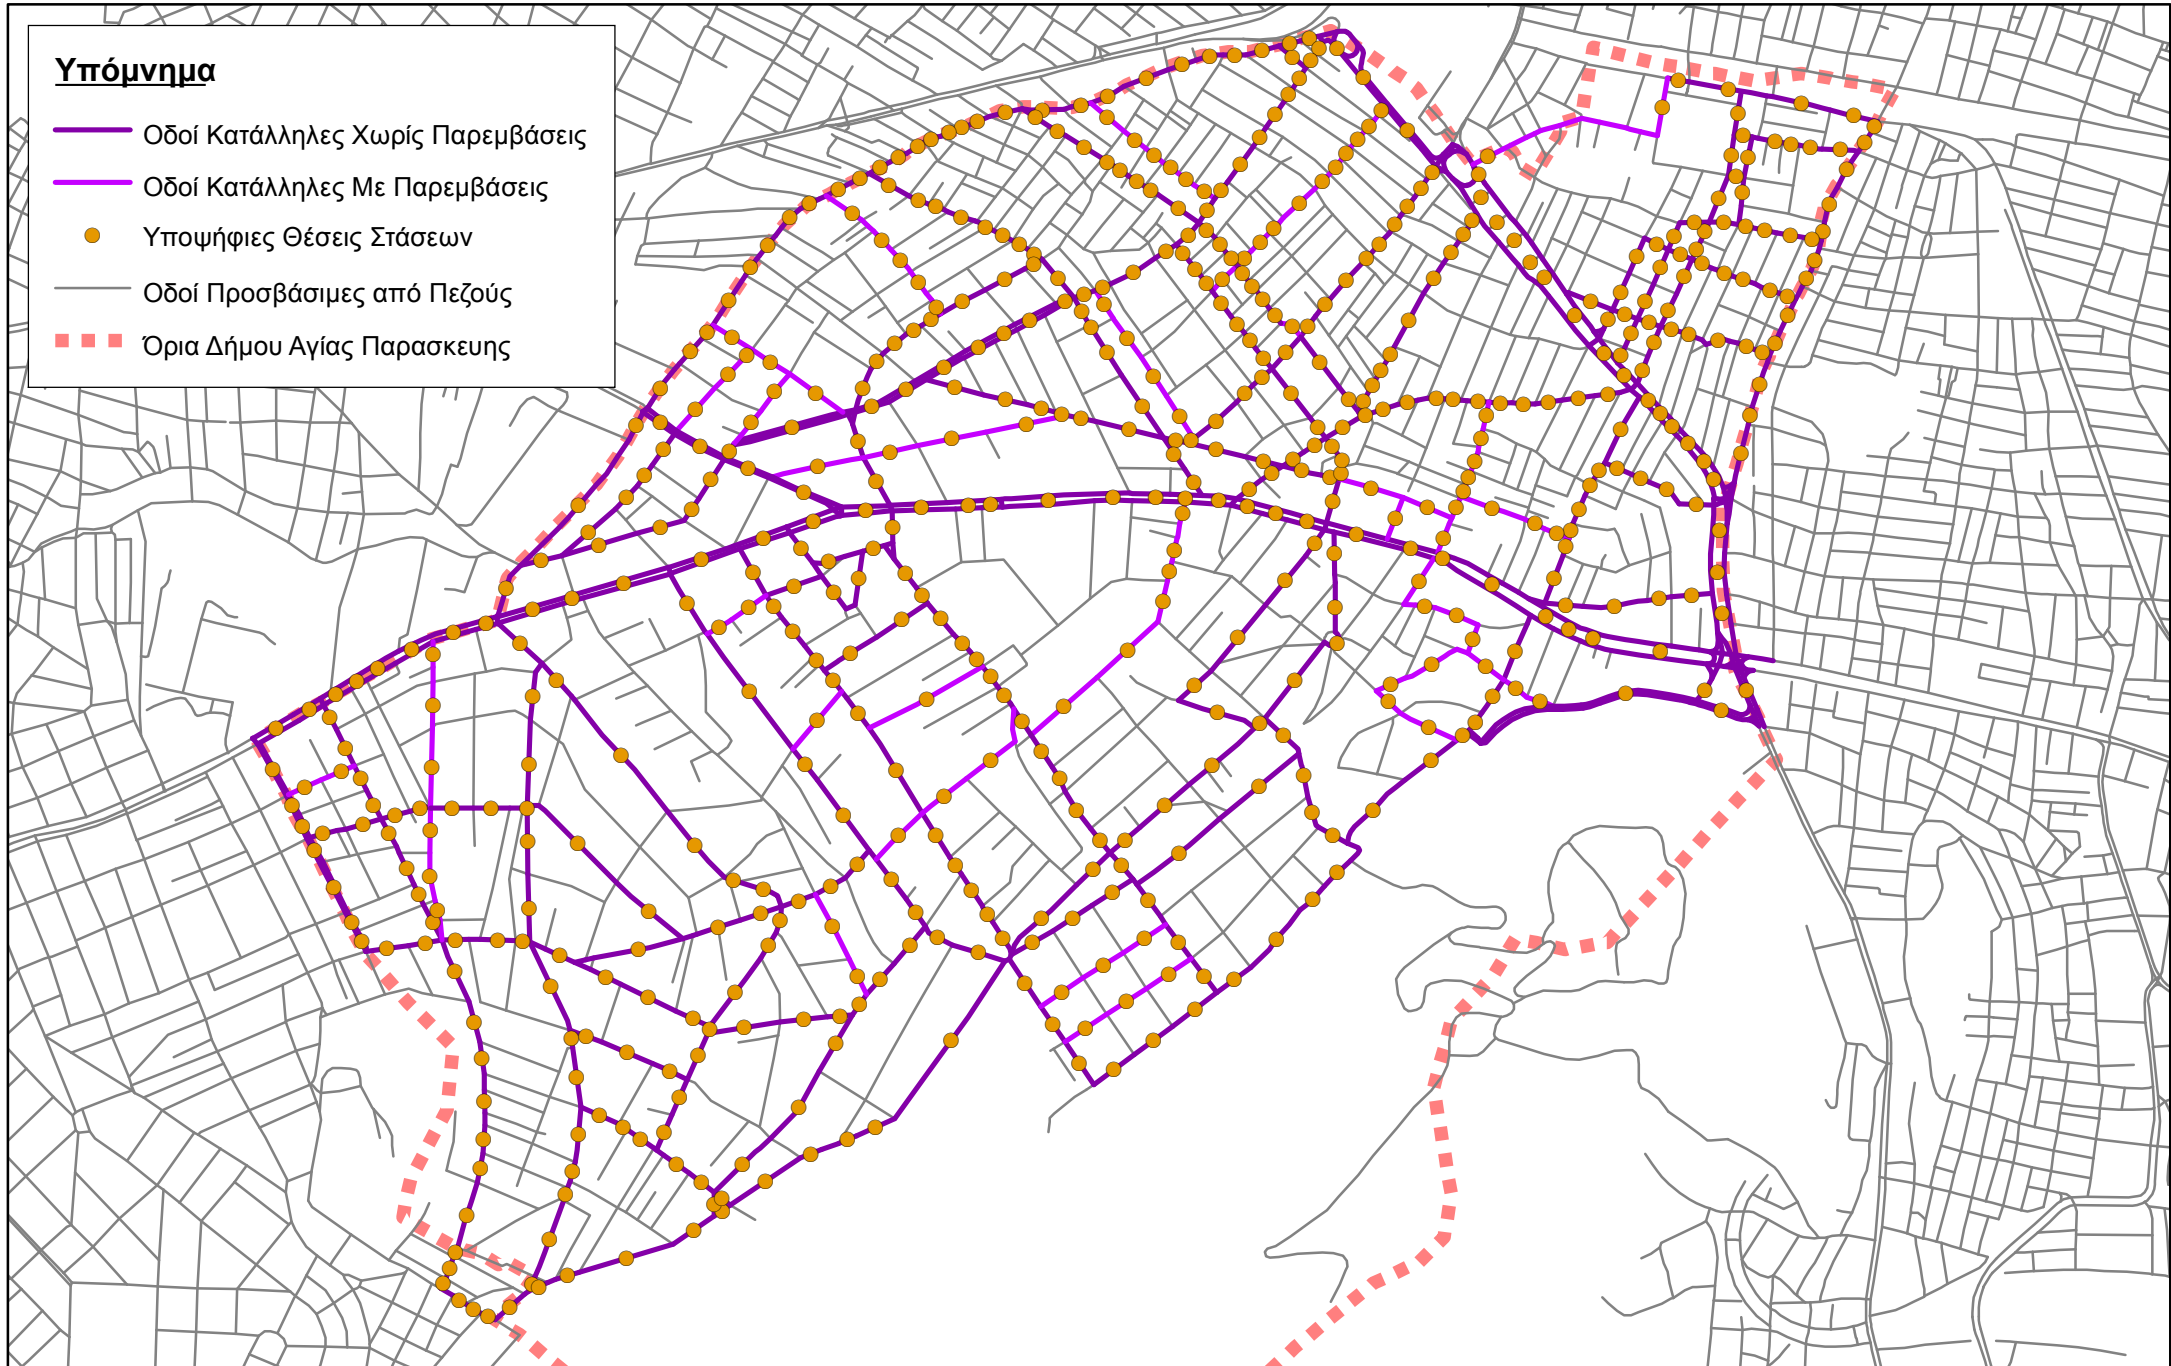 Υπόμνημα
Οδοί Κατάλληλες Χωρίς Παρεμβάσεις
Οδοί Κατάλληλες Με Παρεμβάσεις
Υποψήφιες Θέσεις Στάσεων
Οδοί Προσβάσιμες από Πεζούς
Όρια Δήμου Αγίας Παρασκευης